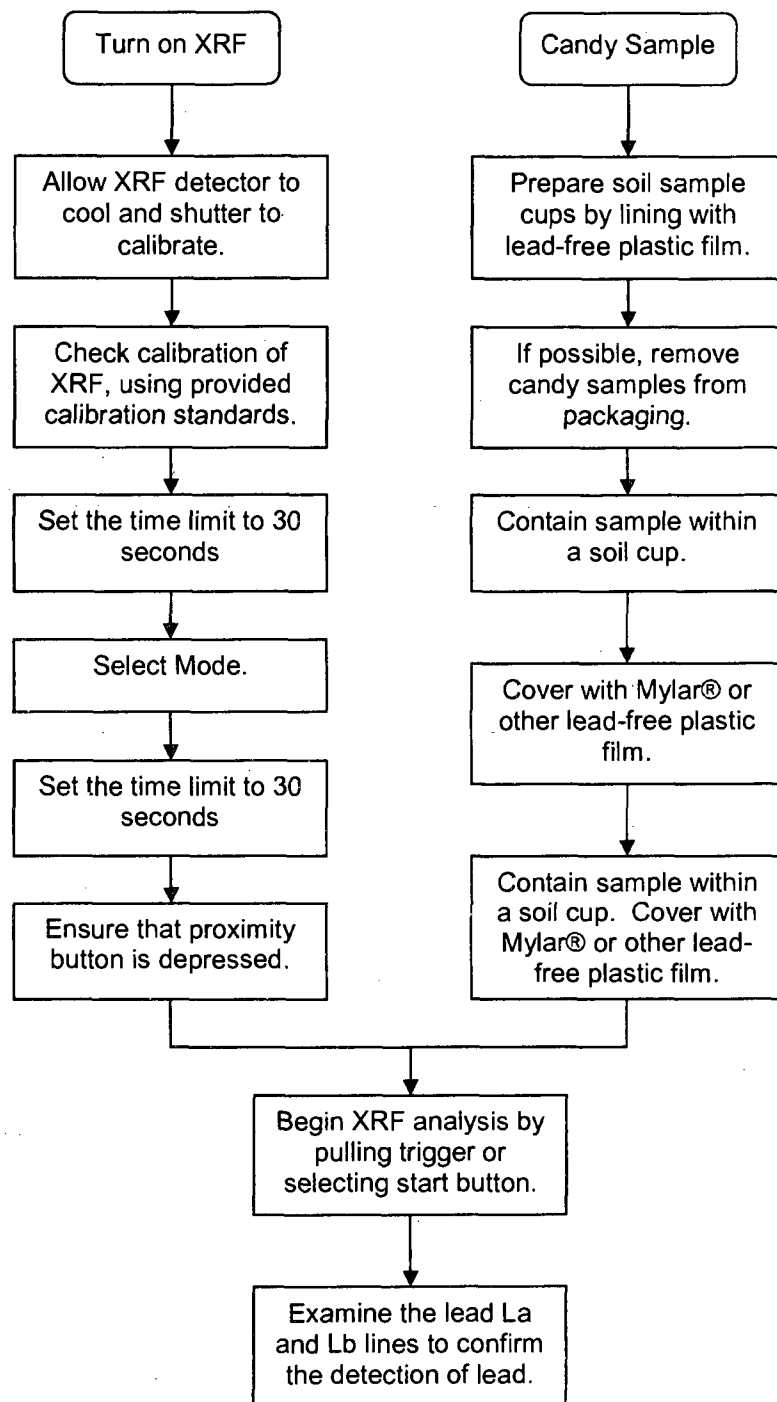 Turn on XRF
Allow XRF detector to
cool and shutter to
calibrate.
Check calibration of
XRF, using provided
calibration standards.
Set the time limit to 30
seconds
Select Mode.
Set the time limit to 30
seconds
Ensure that proximity
button is depressed.
Candy Sample
Prepare soil sample
cups by lining with
lead-free plastic film.
If possible, remove
candy samples from
packaging.
Contain sample within
a soil cup.
Cover with Mylar® or
other lead-free plastic
film.
Contain sample within
a soil cup.  Cover with
Mylar® or other lead-
free plastic film.
Begin XRF analysis by
pulling trigger or
selecting start button.
Examine the lead La
and Lb lines to confirm
the detection of lead.